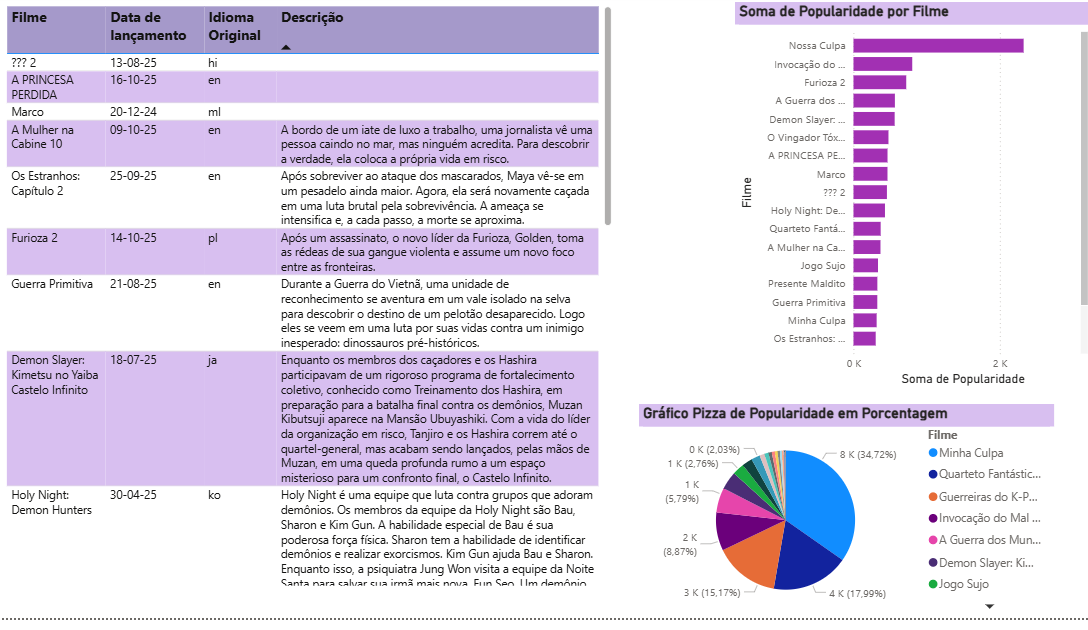 Filme Data de lançamento Idioma Original Descrição
??? 2 13-08-25 hi
A PRINCESA PERDIDA 16-10-25 en
Marco 20-12-24 ml
A Mulher na Cabine 10 09-10-25 en
A bordo de um iate de luxo a trabalho, uma jornalista vê uma
pessoa caindo no mar, mas ninguém acredita. Para descobrir
a verdade, ela coloca a própria vida em risco.
Os Estranhos: Capítulo 2 25-09-25 en
Após sobreviver ao ataque dos mascarados, Maya vê-se em
um pesadelo ainda maior. Agora, ela será novamente caçada
em uma luta brutal pela sobrevivência. A ameaça se
intensifica e, a cada passo, a morte se aproxima.
Furioza 2 14-10-25 pl
Após um assassinato, o novo líder da Furioza, Golden, toma
as rédeas de sua gangue violenta e assume um novo foco
entre as fronteiras.
Guerra Primitiva 21-08-25 en
Durante a Guerra do Vietnã, uma unidade de
reconhecimento se aventura em um vale isolado na selva
para descobrir o destino de um pelotão desaparecido. Logo
eles se veem em uma luta por suas vidas contra um inimigo
inesperado: dinossauros pré-históricos.
Demon Slayer: Kimetsu no Yaiba Castelo Infinito 18-07-25 ja
Enquanto os membros dos caçadores e os Hashira
participavam de um rigoroso programa de fortalecimento
coletivo, conhecido como Treinamento dos Hashira, em
preparação para a batalha final contra os demônios, Muzan
Kibutsuji aparece na Mansão Ubuyashiki. Com a vida do líder
da organização em risco, Tanjiro e os Hashira correm até o
quartel-general, mas acabam sendo lançados, pelas mãos de
Muzan, em uma queda profunda rumo a um espaço
misterioso para um confronto final, o Castelo Infinito.
Holy Night: Demon Hunters 30-04-25 ko
Holy Night é uma equipe que luta contra grupos que adoram
demônios. Os membros da equipe da Holy Night são Bau,
Sharon e Kim Gun. A habilidade especial de Bau é sua
poderosa força física. Sharon tem a habilidade de identificar
demônios e realizar exorcismos. Kim Gun ajuda Bau e Sharon.
Enquanto isso, a psiquiatra Jung Won visita a equipe da Noite
Santa para salvar sua irmã mais nova, Eun Seo. Um demônio
Soma de Popularidade por Filme
Filme
Nossa Culpa
Invocação do ...
Furioza 2
A Guerra dos ...
Demon Slayer: ...
O Vingador Tóx...
A PRINCESA PE...
Marco
??? 2
Holy Night: De...
Quarteto Fantá...
A Mulher na Ca...
Jogo Sujo
Presente Maldito
Guerra Primitiva
Minha Culpa
Os Estranhos: ...
0 K 2 K
Soma de Popularidade
Gráfico Pizza de Popularidade em Porcentagem
8 K (34,72%)
4 K (17,99%)
3 K (15,17%)
2 K
(8,87%)
1 K
(5,79%)
1 K (2,76%)
0 K (2,03%)
Filme
Minha Culpa
Quarteto Fantástic...
Guerreiras do K-P...
Invocação do Mal ...
A Guerra dos Mun...
Demon Slayer: Ki...
Jogo Sujo